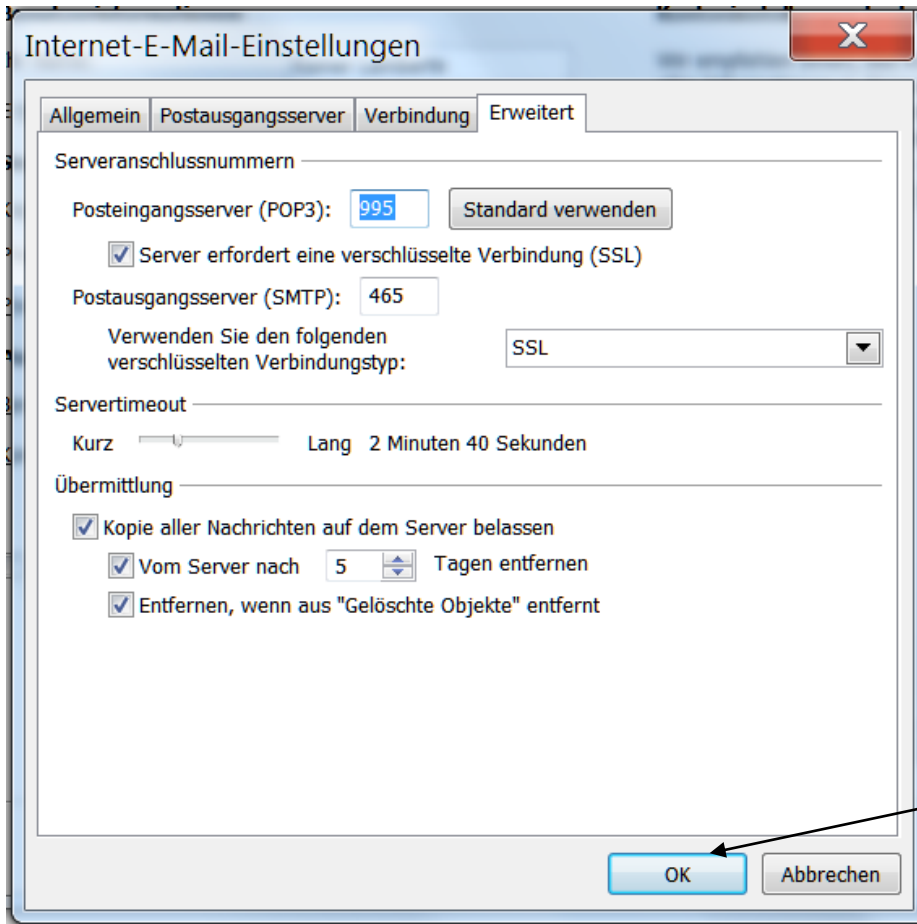 Internet-E-Mail-Einstellungen
Allgemein Postausgangsserver Verbindung Erweitert
Serveranschlussnummern
Posteingangsserver (POP3): 995 Standard verwenden
Server erfordert eine verschlüsselte Verbindung (SSL)
Postausgangsserver (SMTP): 465
Verwenden Sie den folgenden
verschlüsselten Verbindungstyp: SSL
Servertimeout
Kurz Lang 2 Minuten 40 Sekunden
Übermittlung
Kopie aller Nachrichten auf dem Server belassen
Vom Server nach 5 Tagen entfernen
Entfernen, wenn aus "Gelöschte Objekte" entfernt
OK Abbrechen